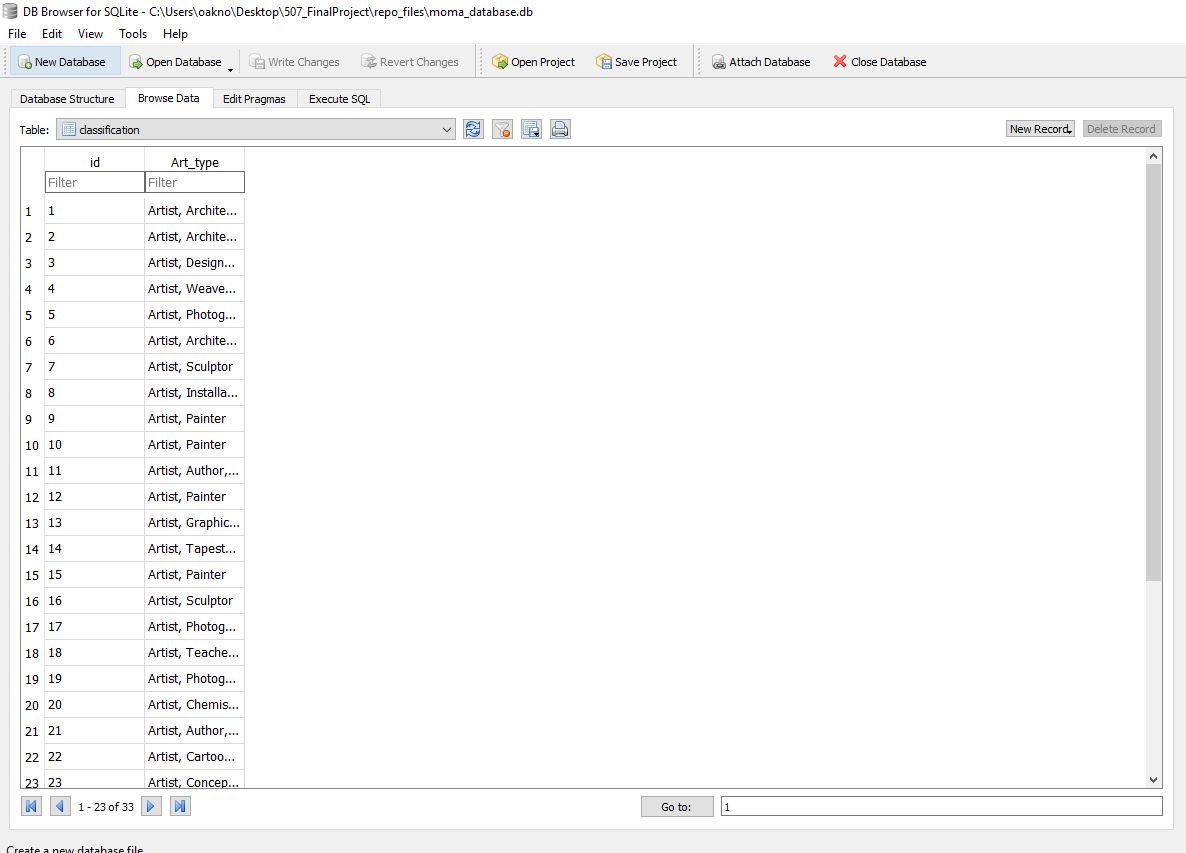 DB Browser for SQLite - C:\Users\oakno\Desktop\507_FinalProject\repo_files\moma_database.db
File Edit View Tools Help
New Database Open Database Write Changes Revert Changes Open Project Save Project Attach Database Close Database
Database Structure Browse Data Edit Pragmas Execute SQL
Table: classification New Record Delete Record
id Art_type
Filter Filter
1 1 Artist, Archite...
2 2 Artist, Archite...
3 3 Artist, Design...
4 4 Artist, Weave...
5 5 Artist, Photog...
6 6 Artist, Archite...
7 7 Artist, Sculptor
8 8 Artist, Installa...
9 9 Artist, Painter
10 10 Artist, Painter
11 11 Artist, Author,...
12 12 Artist, Painter
13 13 Artist, Graphic...
14 14 Artist, Tapest...
15 15 Artist, Painter
16 16 Artist, Sculptor
17 17 Artist, Photog...
18 18 Artist, Teache...
19 19 Artist, Photog...
20 20 Artist, Chemis...
21 21 Artist, Author,...
22 22 Artist, Cartoo...
23 23 Artist, Concep...
1 - 23 of 33 Go to: 1
Create a new database file